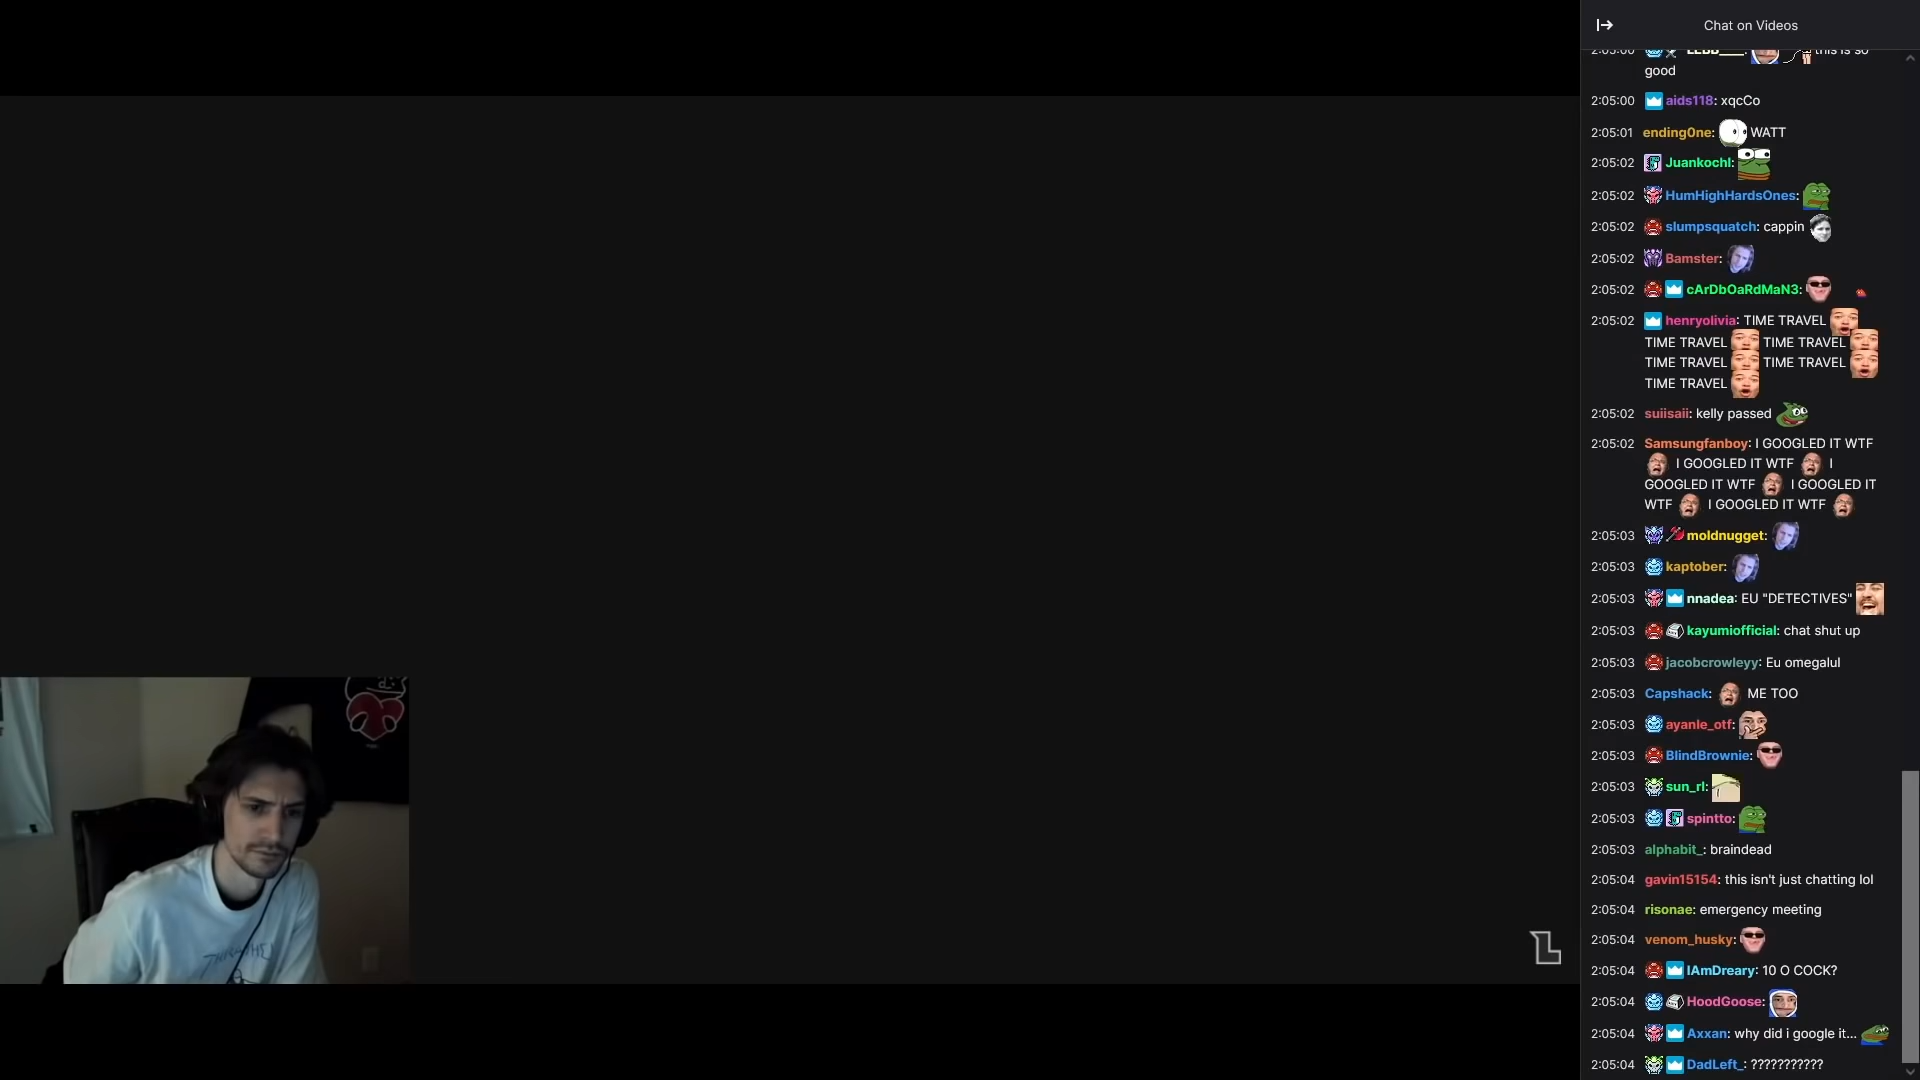 Chat on Videos
2:05:00 LEBB____: this is so
good
2:05:00 aids118: xqcCo
2:05:01 ending0ne: WATT
2:05:02 Juankochl:
2:05:02 HumHighHardsOnes:
2:05:02 slumpsquatch: cappin
2:05:02 Bamster:
2:05:02 cArDbOaRdMaN3:
2:05:02 henryolivia: TIME TRAVEL
TIME TRAVEL TIME TRAVEL
TIME TRAVEL TIME TRAVEL
TIME TRAVEL
2:05:02 suiisaii: kelly passed
2:05:02 Samsungfanboy: I GOOGLED IT WTF
I GOOGLED IT WTF I
GOOGLED IT WTF I GOOGLED IT
WTF I GOOGLED IT WTF
2:05:03 moldnugget:
2:05:03 kaptober:
2:05:03 nnadea: EU "DETECTIVES"
2:05:03 kayumiofficial: chat shut up
2:05:03 jacobcrowleyy: Eu omegalul
2:05:03 Capshack: ME TOO
2:05:03 ayanle_otf:
2:05:03 BlindBrownie:
2:05:03 sun_rl:
2:05:03 spintto:
2:05:03 alphabit_: braindead
2:05:04 gavin15154: this isn't just chatting lol
2:05:04 risonae: emergency meeting
2:05:04 venom_husky:
2:05:04 IAmDreary: 10 O COCK?
2:05:04 HoodGoose:
2:05:04 Axxan: why did i google it...
2:05:04 DadLeft_: ???????????